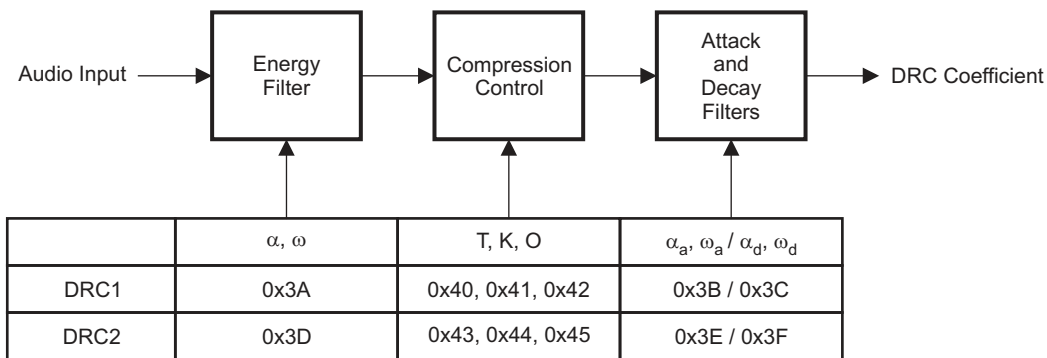 Audio Input
Energy
Filter
Compression
Control
Attack
and
Decay
Filters
DRC Coefficient
α, ω
T, K, O
αa, ωa / αd, ωd
DRC1
0x3A
0x40, 0x41, 0x42
0x3B / 0x3C
DRC2
0x3D
0x43, 0x44, 0x45
0x3E / 0x3F